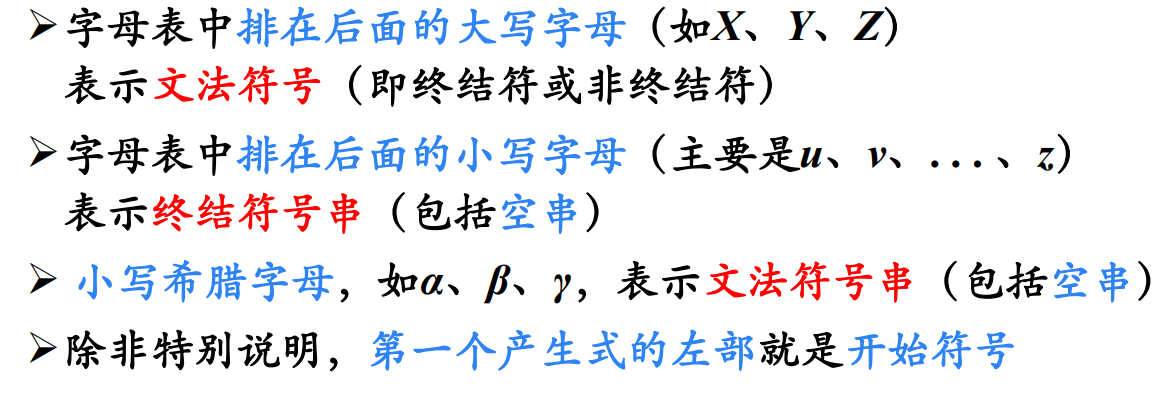 ➢字母表中排在后面的大写字母（如X、Y、Z）
表示文法符号（即终结符或非终结符）
➢字母表中排在后面的小写字母（主要是u、v、...、z）
表示终结符号串（包括空串）
➢ 小写希腊字母，如α、β、γ，表示文法符号串（包括空串）
➢除非特别说明，第一个产生式的左部就是开始符号